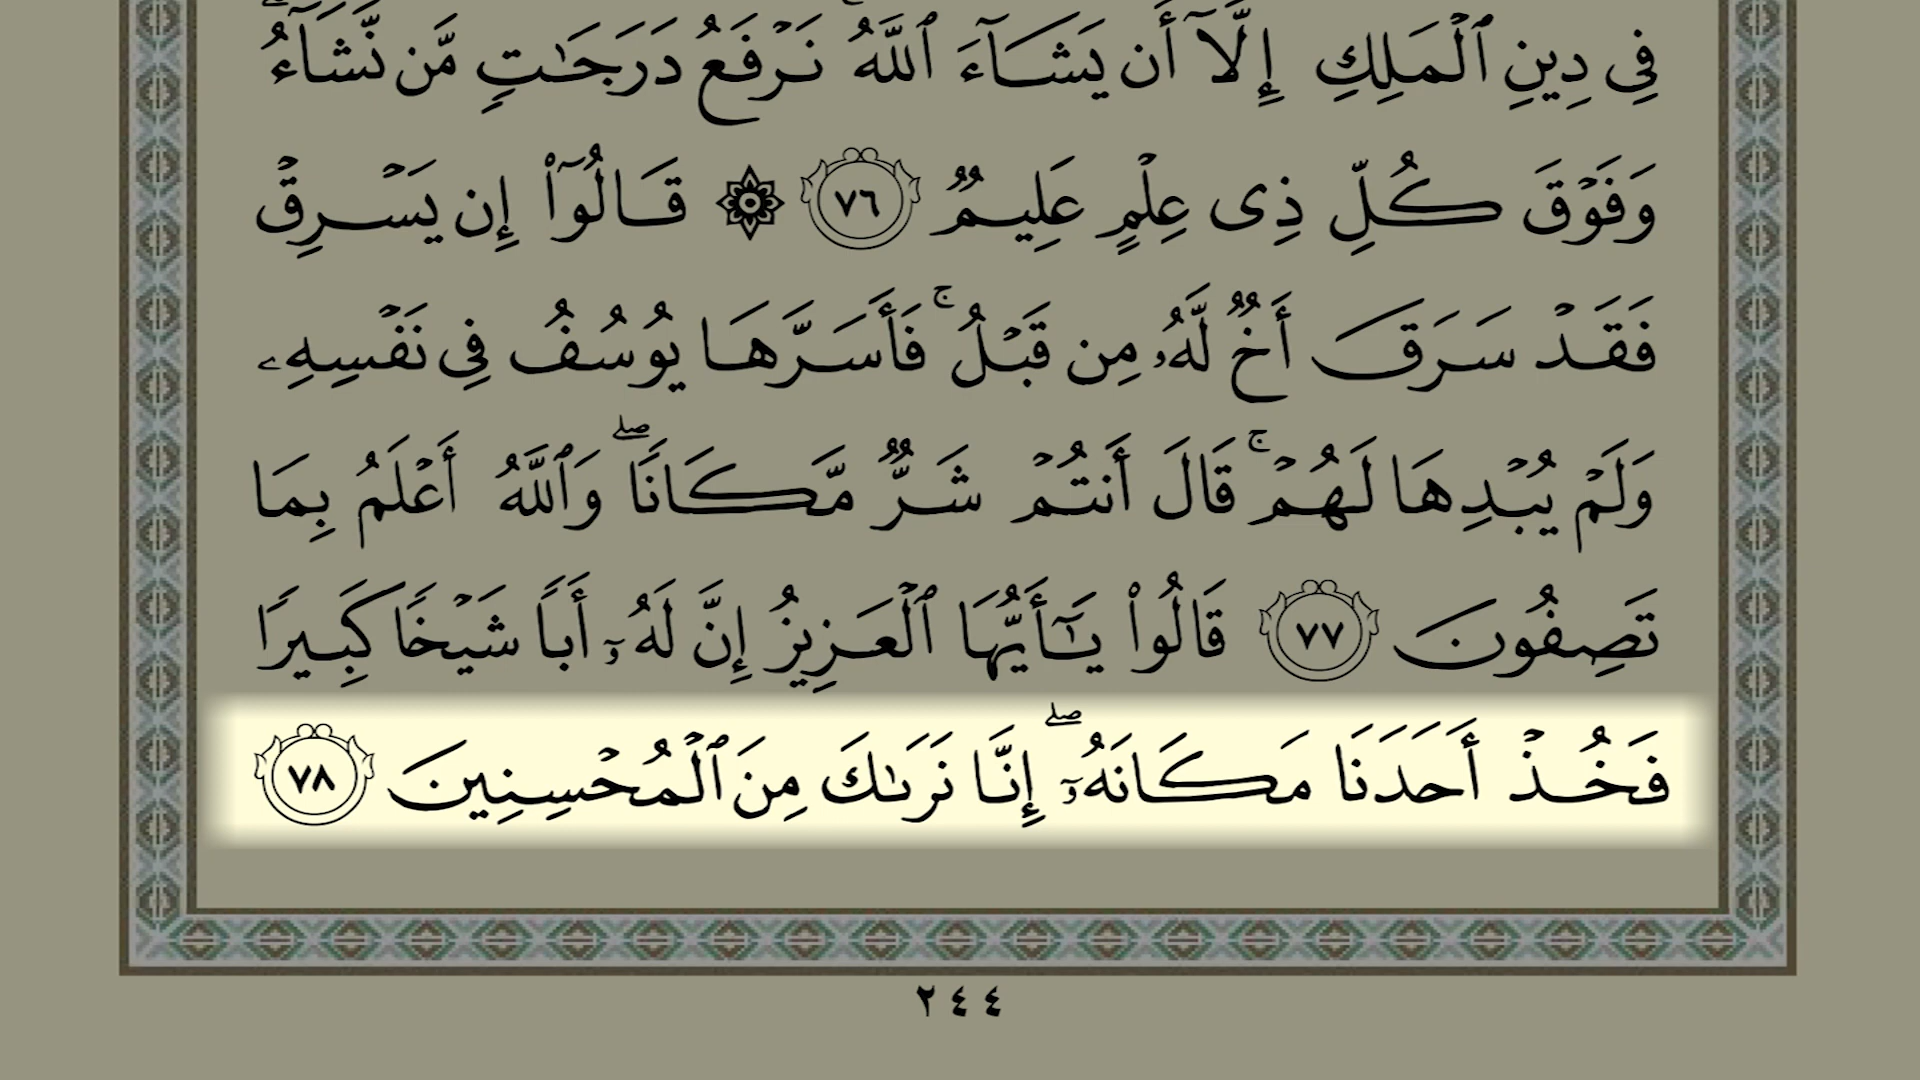 فِى دِينِ ٱلْمَلِكِ إِلَّآ أَن يَشَآءَ ٱللَّهُ ۚ نَرْفَعُ دَرَجَـٰتٍ مَّن نَّشَآءُ ۗ
وَفَوْقَ كُلِّ ذِى عِلْمٍ عَلِيمٌ ٧٦ ۞ قَالُوٓا۟ إِن يَسْرِقْ
فَقَدْ سَرَقَ أَخٌ لَّهُۥ مِن قَبْلُ ۚ فَأَسَرَّهَا يُوسُفُ فِى نَفْسِهِۦ
وَلَمْ يُبْدِهَا لَهُمْ ۚ قَالَ أَنتُمْ شَرٌّ مَّكَانًا ۖ وَٱللَّهُ أَعْلَمُ بِمَا
تَصِفُونَ ٧٧ قَالُوا۟ يَـٰٓأَيُّهَا ٱلْعَزِيزُ إِنَّ لَهُۥٓ أَبًا شَيْخًا كَبِيرًا
فَخُذْ أَحَدَنَا مَكَانَهُۥٓ ۖ إِنَّا نَرَىٰكَ مِنَ ٱلْمُحْسِنِينَ ٧٨
٢٤٤